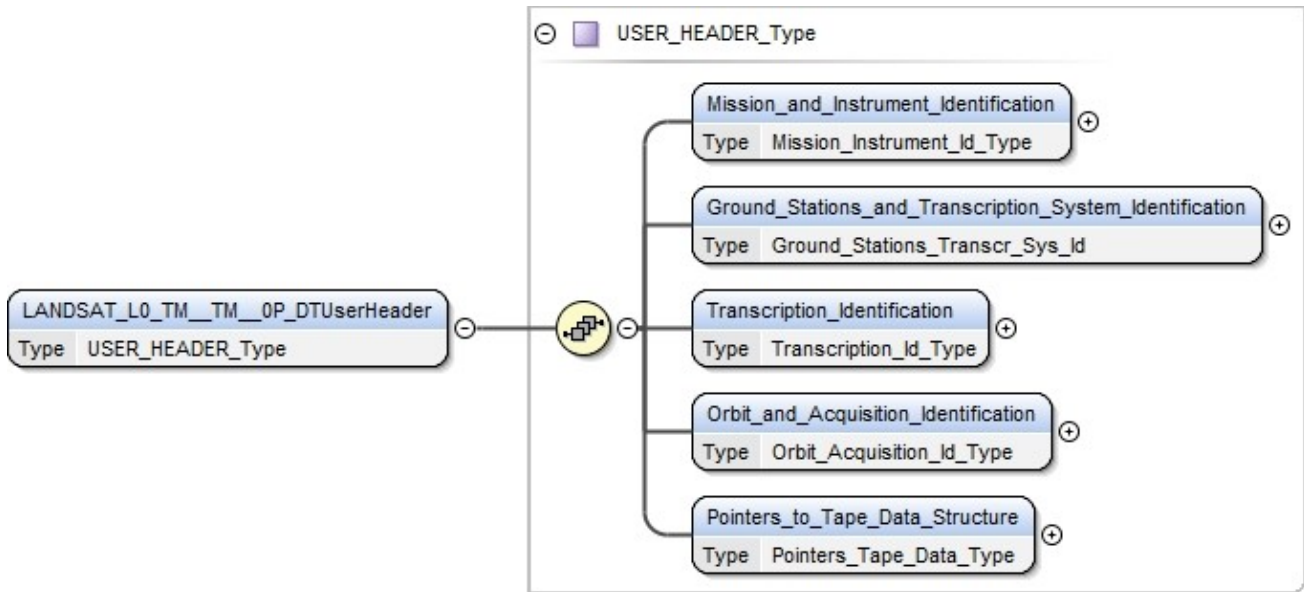 USER_HEADER_Type
Mission_and_Instrument_Identification
Type Mission_Instrument_Id_Type
Ground_Stations_and_Transcription_System_Identification
Type Ground_Stations_Transcr_Sys_Id
LANDSAT_L0_TM__TM__0P_DTUserHeader
Type USER_HEADER_Type
Transcription_Identification
Type Transcription_Id_Type
Orbit_and_Acquisition_Identification
Type Orbit_Acquisition_Id_Type
Pointers_to_Tape_Data_Structure
Type Pointers_Tape_Data_Type